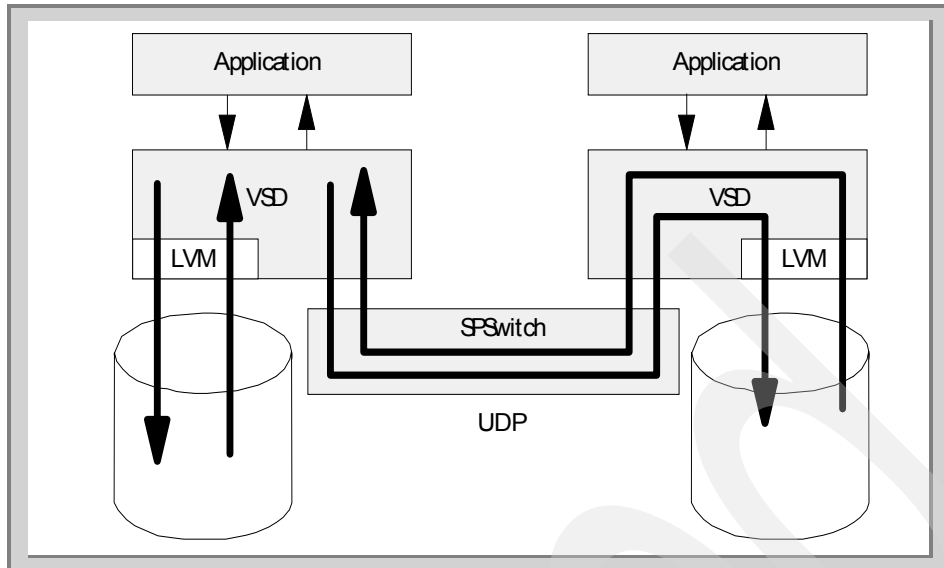 Application
Application
VSD
VSD
LVM
LVM
SPSwitch
UDP